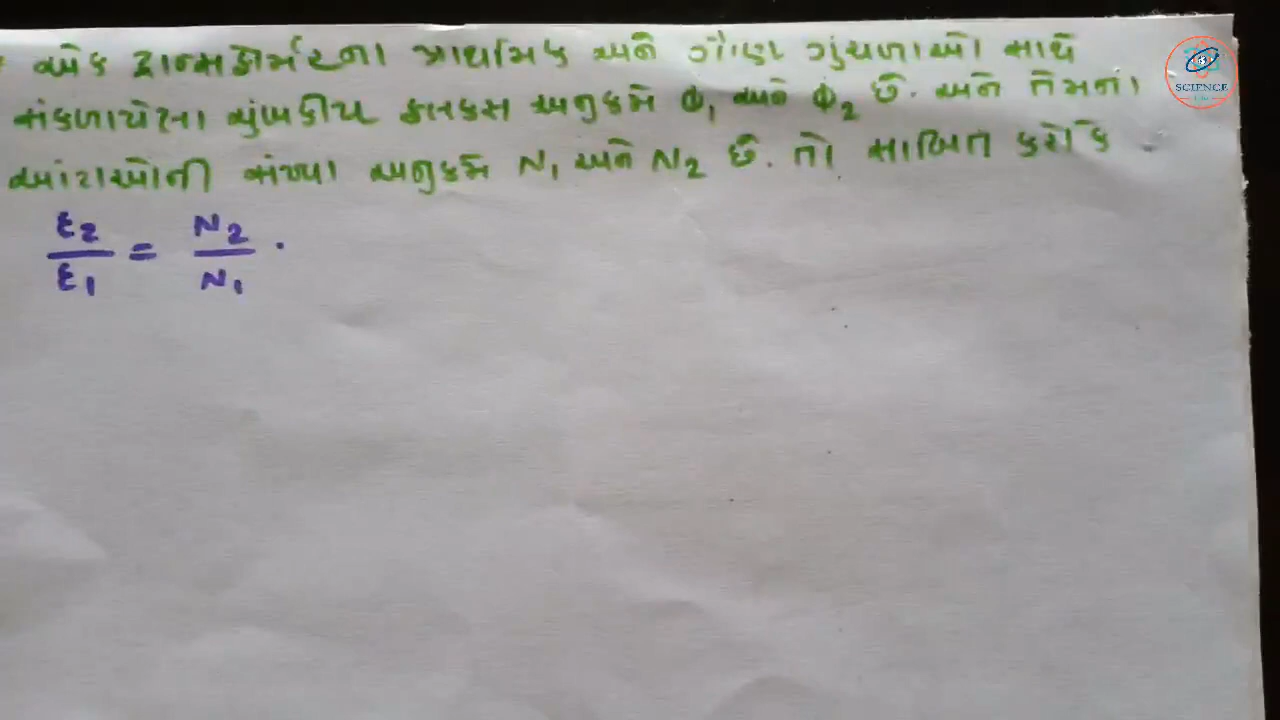 એક ટ્રાન્સફોર્મરના પ્રાથમિક અને ગૌણ ગૂંચળાઓ સાથે
સંકળાયેલા ચુંબકીય ફ્લક્સ અનુક્રમે Φ₁ અને Φ₂ છે. અને તેમનાં
આંટાઓની સંખ્યા અનુક્રમે N₁ અને N₂ છે. તો સાબિત કરો કે
ε₂/ε₁ = N₂/N₁ .
SCIENCE